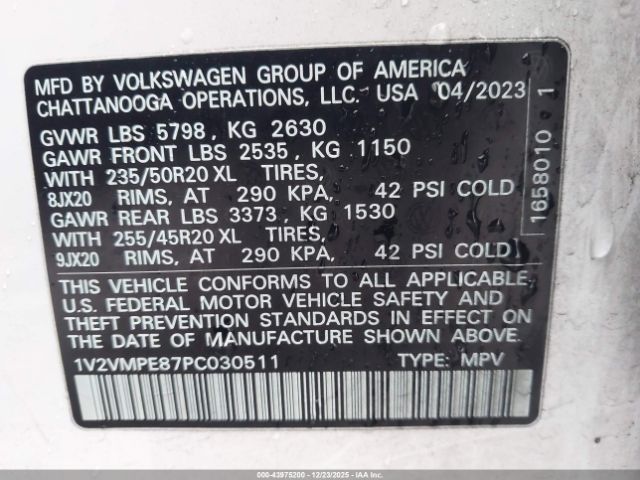 MFD BY VOLKSWAGEN GROUP OF AMERICA
CHATTANOOGA OPERATIONS, LLC. USA 04/2023
GVWR LBS 5798, KG 2630
GAWR FRONT LBS 2535, KG 1150
WITH 235/50R20 XL TIRES,
8JX20 RIMS, AT 290 KPA, 42 PSI COLD
GAWR REAR LBS 3373, KG 1530
WITH 255/45R20 XL TIRES,
9JX20 RIMS, AT 290 KPA, 42 PSI COLD
THIS VEHICLE CONFORMS TO ALL APPLICABLE
U.S. FEDERAL MOTOR VEHICLE SAFETY AND
THEFT PREVENTION STANDARDS IN EFFECT ON
THE DATE OF MANUFACTURE SHOWN ABOVE.
1V2VMPE87PC030511 TYPE: MPV
1658010 1
000-43975200 - 12/23/2025 - IAAI.COM